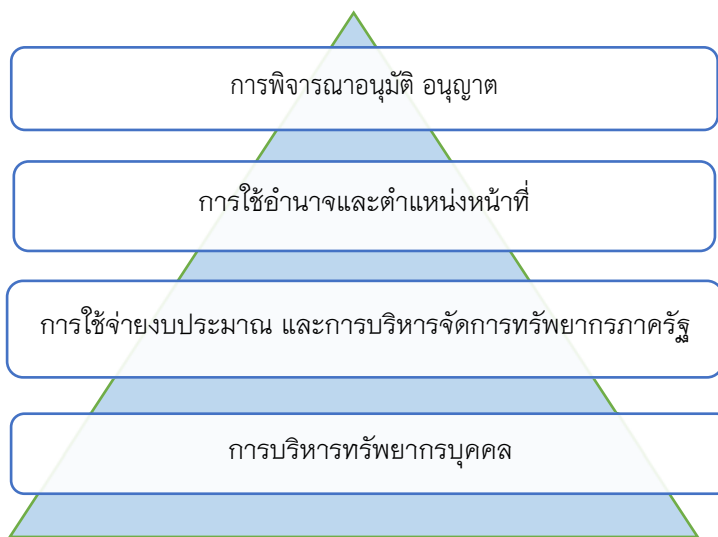 การพิจารณาอนุมัติ อนุญาต
การใช้อำนาจและตำแหน่งหน้าที่
การใช้จ่ายงบประมาณ และการบริหารจัดการทรัพยากรภาครัฐ
การบริหารทรัพยากรบุคคล